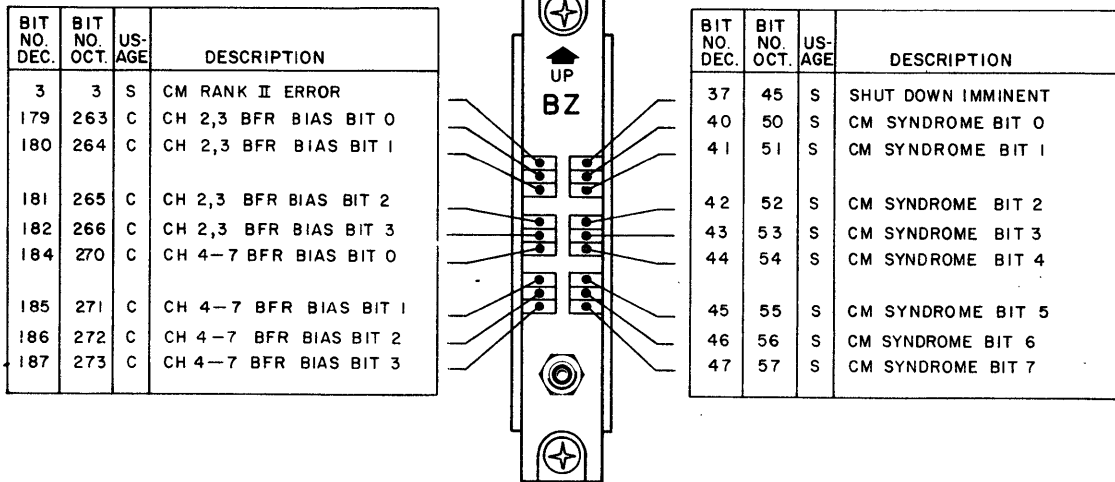 BIT NO. DEC. BIT NO. OCT. US-AGE DESCRIPTION
3 3 S CM RANK II ERROR
179 263 C CH 2,3 BFR BIAS BIT 0
180 264 C CH 2,3 BFR BIAS BIT 1
181 265 C CH 2,3 BFR BIAS BIT 2
182 266 C CH 2,3 BFR BIAS BIT 3
184 270 C CH 4-7 BFR BIAS BIT 0
185 271 C CH 4-7 BFR BIAS BIT 1
186 272 C CH 4-7 BFR BIAS BIT 2
187 273 C CH 4-7 BFR BIAS BIT 3
UP
BZ
BIT NO. DEC. BIT NO. OCT. US-AGE DESCRIPTION
37 45 S SHUT DOWN IMMINENT
40 50 S CM SYNDROME BIT 0
41 51 S CM SYNDROME BIT 1
42 52 S CM SYNDROME BIT 2
43 53 S CM SYNDROME BIT 3
44 54 S CM SYNDROME BIT 4
45 55 S CM SYNDROME BIT 5
46 56 S CM SYNDROME BIT 6
47 57 S CM SYNDROME BIT 7